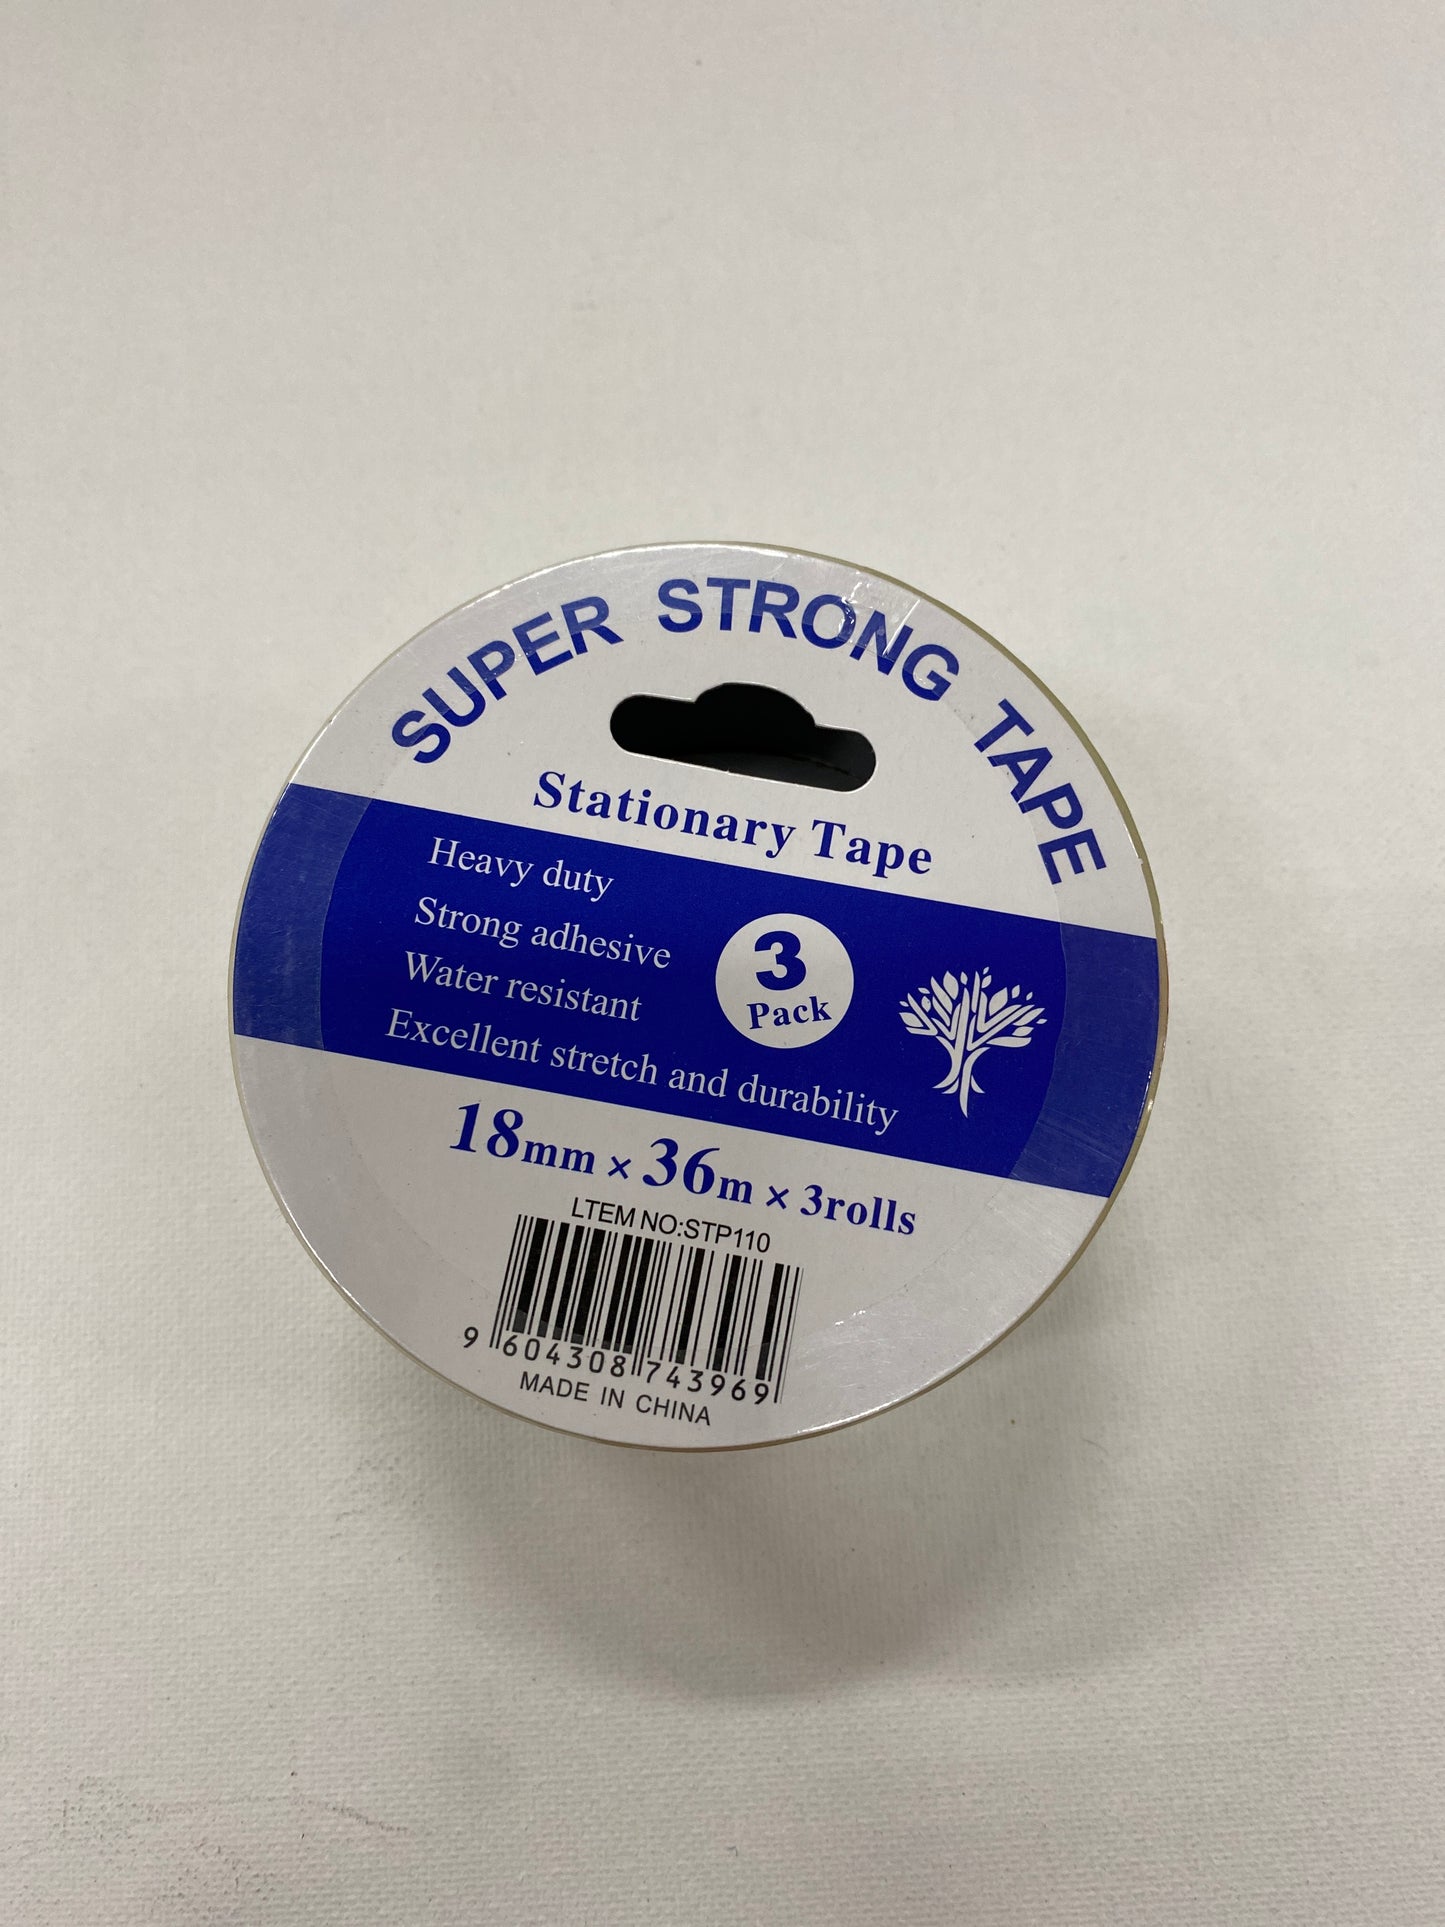 SUPER STRONG TAPE
Stationary Tape
Heavy duty
Strong adhesive
Water resistant
Excellent stretch and durability
3
Pack
18mm × 36m × 3rolls
LTEM NO:STP110
9 604308 743969
MADE IN CHINA